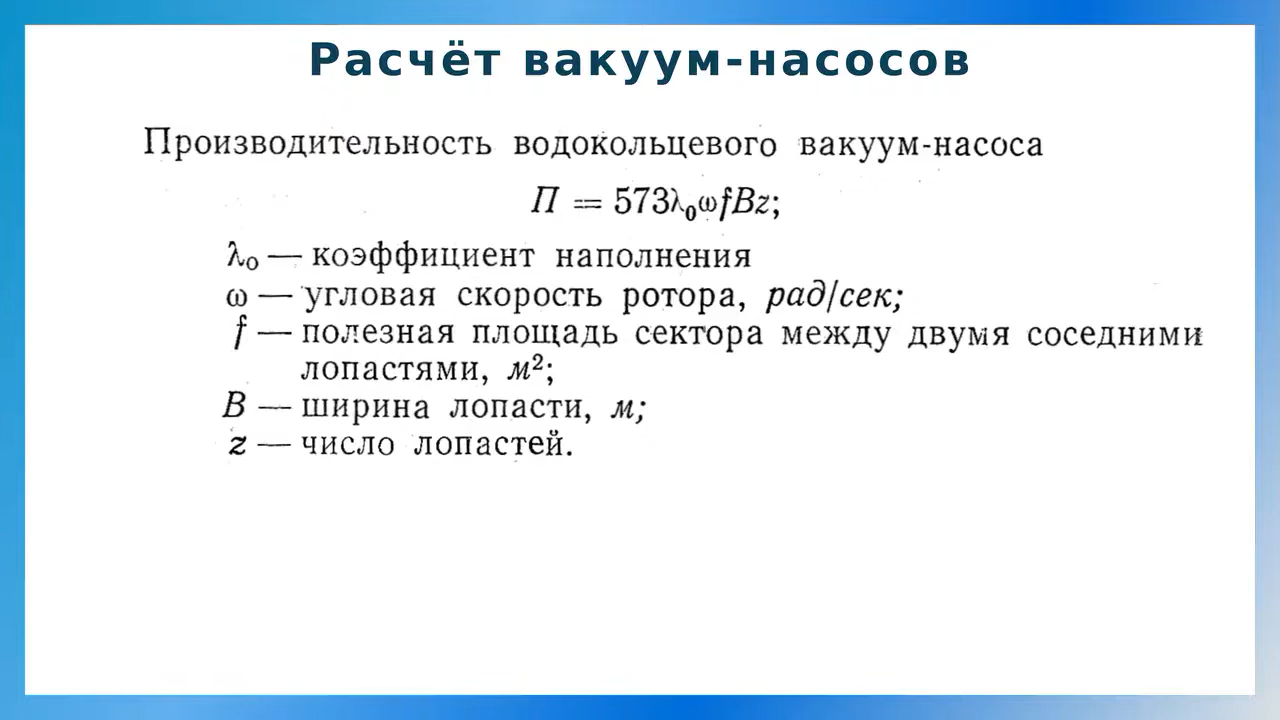 Расчёт вакуум-насосов
Производительность водокольцевого вакуум-насоса
П = 573λ₀ωfBz;
λ₀ — коэффициент наполнения
ω — угловая скорость ротора, рад/сек;
f — полезная площадь сектора между двумя соседними
лопастями, м²;
B — ширина лопасти, м;
z — число лопастей.